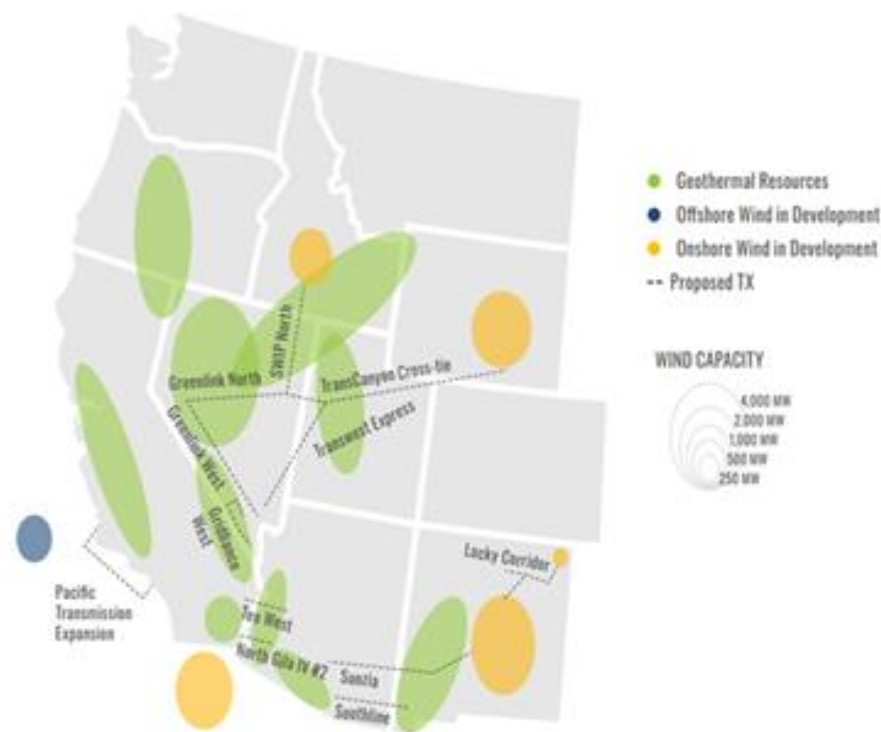 Geothermal Resources
Offshore Wind in Development
Onshore Wind in Development
Proposed TX
WIND CAPACITY
4,000 MW
2,000 MW
1,000 MW
500 MW
250 MW
SWIP North
Greenlink North
TransCanyon Cross-tie
Transwest Express
Greenlink West
Gridliance
West
Lucky Corridor
Pacific
Transmission
Expansion
Ten West
North Gila IV #2
Sunzia
Southline